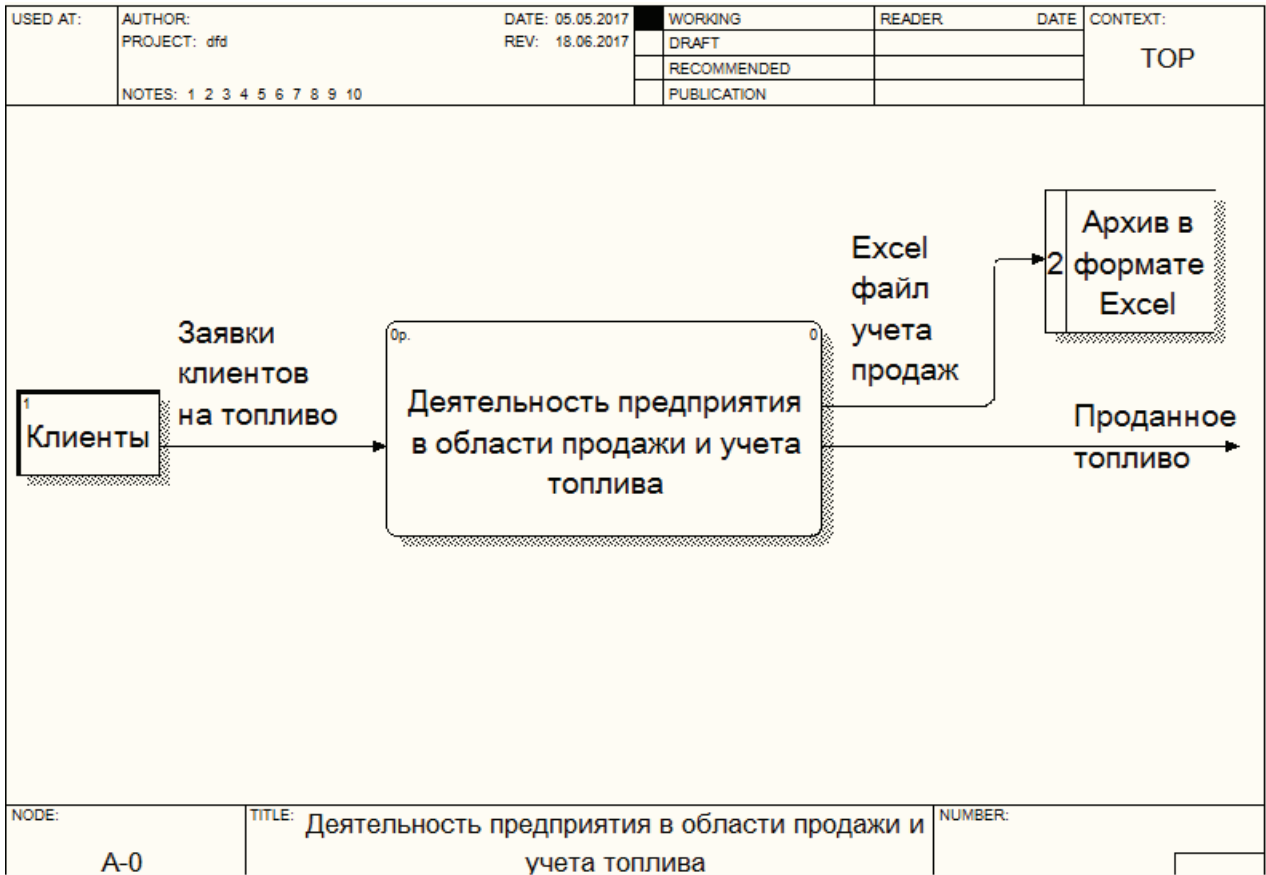 USED AT:
AUTHOR:
DATE: 05.05.2017
PROJECT: dfd
REV: 18.06.2017
NOTES: 1 2 3 4 5 6 7 8 9 10
WORKING
DRAFT
RECOMMENDED
PUBLICATION
READER
DATE
CONTEXT:
TOP
1
Клиенты
Заявки
клиентов
на топливо
0р.
0
Деятельность предприятия
в области продажи и учета
топлива
Excel
файл
учета
продаж
2
Архив в
формате
Excel
Проданное
топливо
NODE:
A-0
TITLE:
Деятельность предприятия в области продажи и
учета топлива
NUMBER: